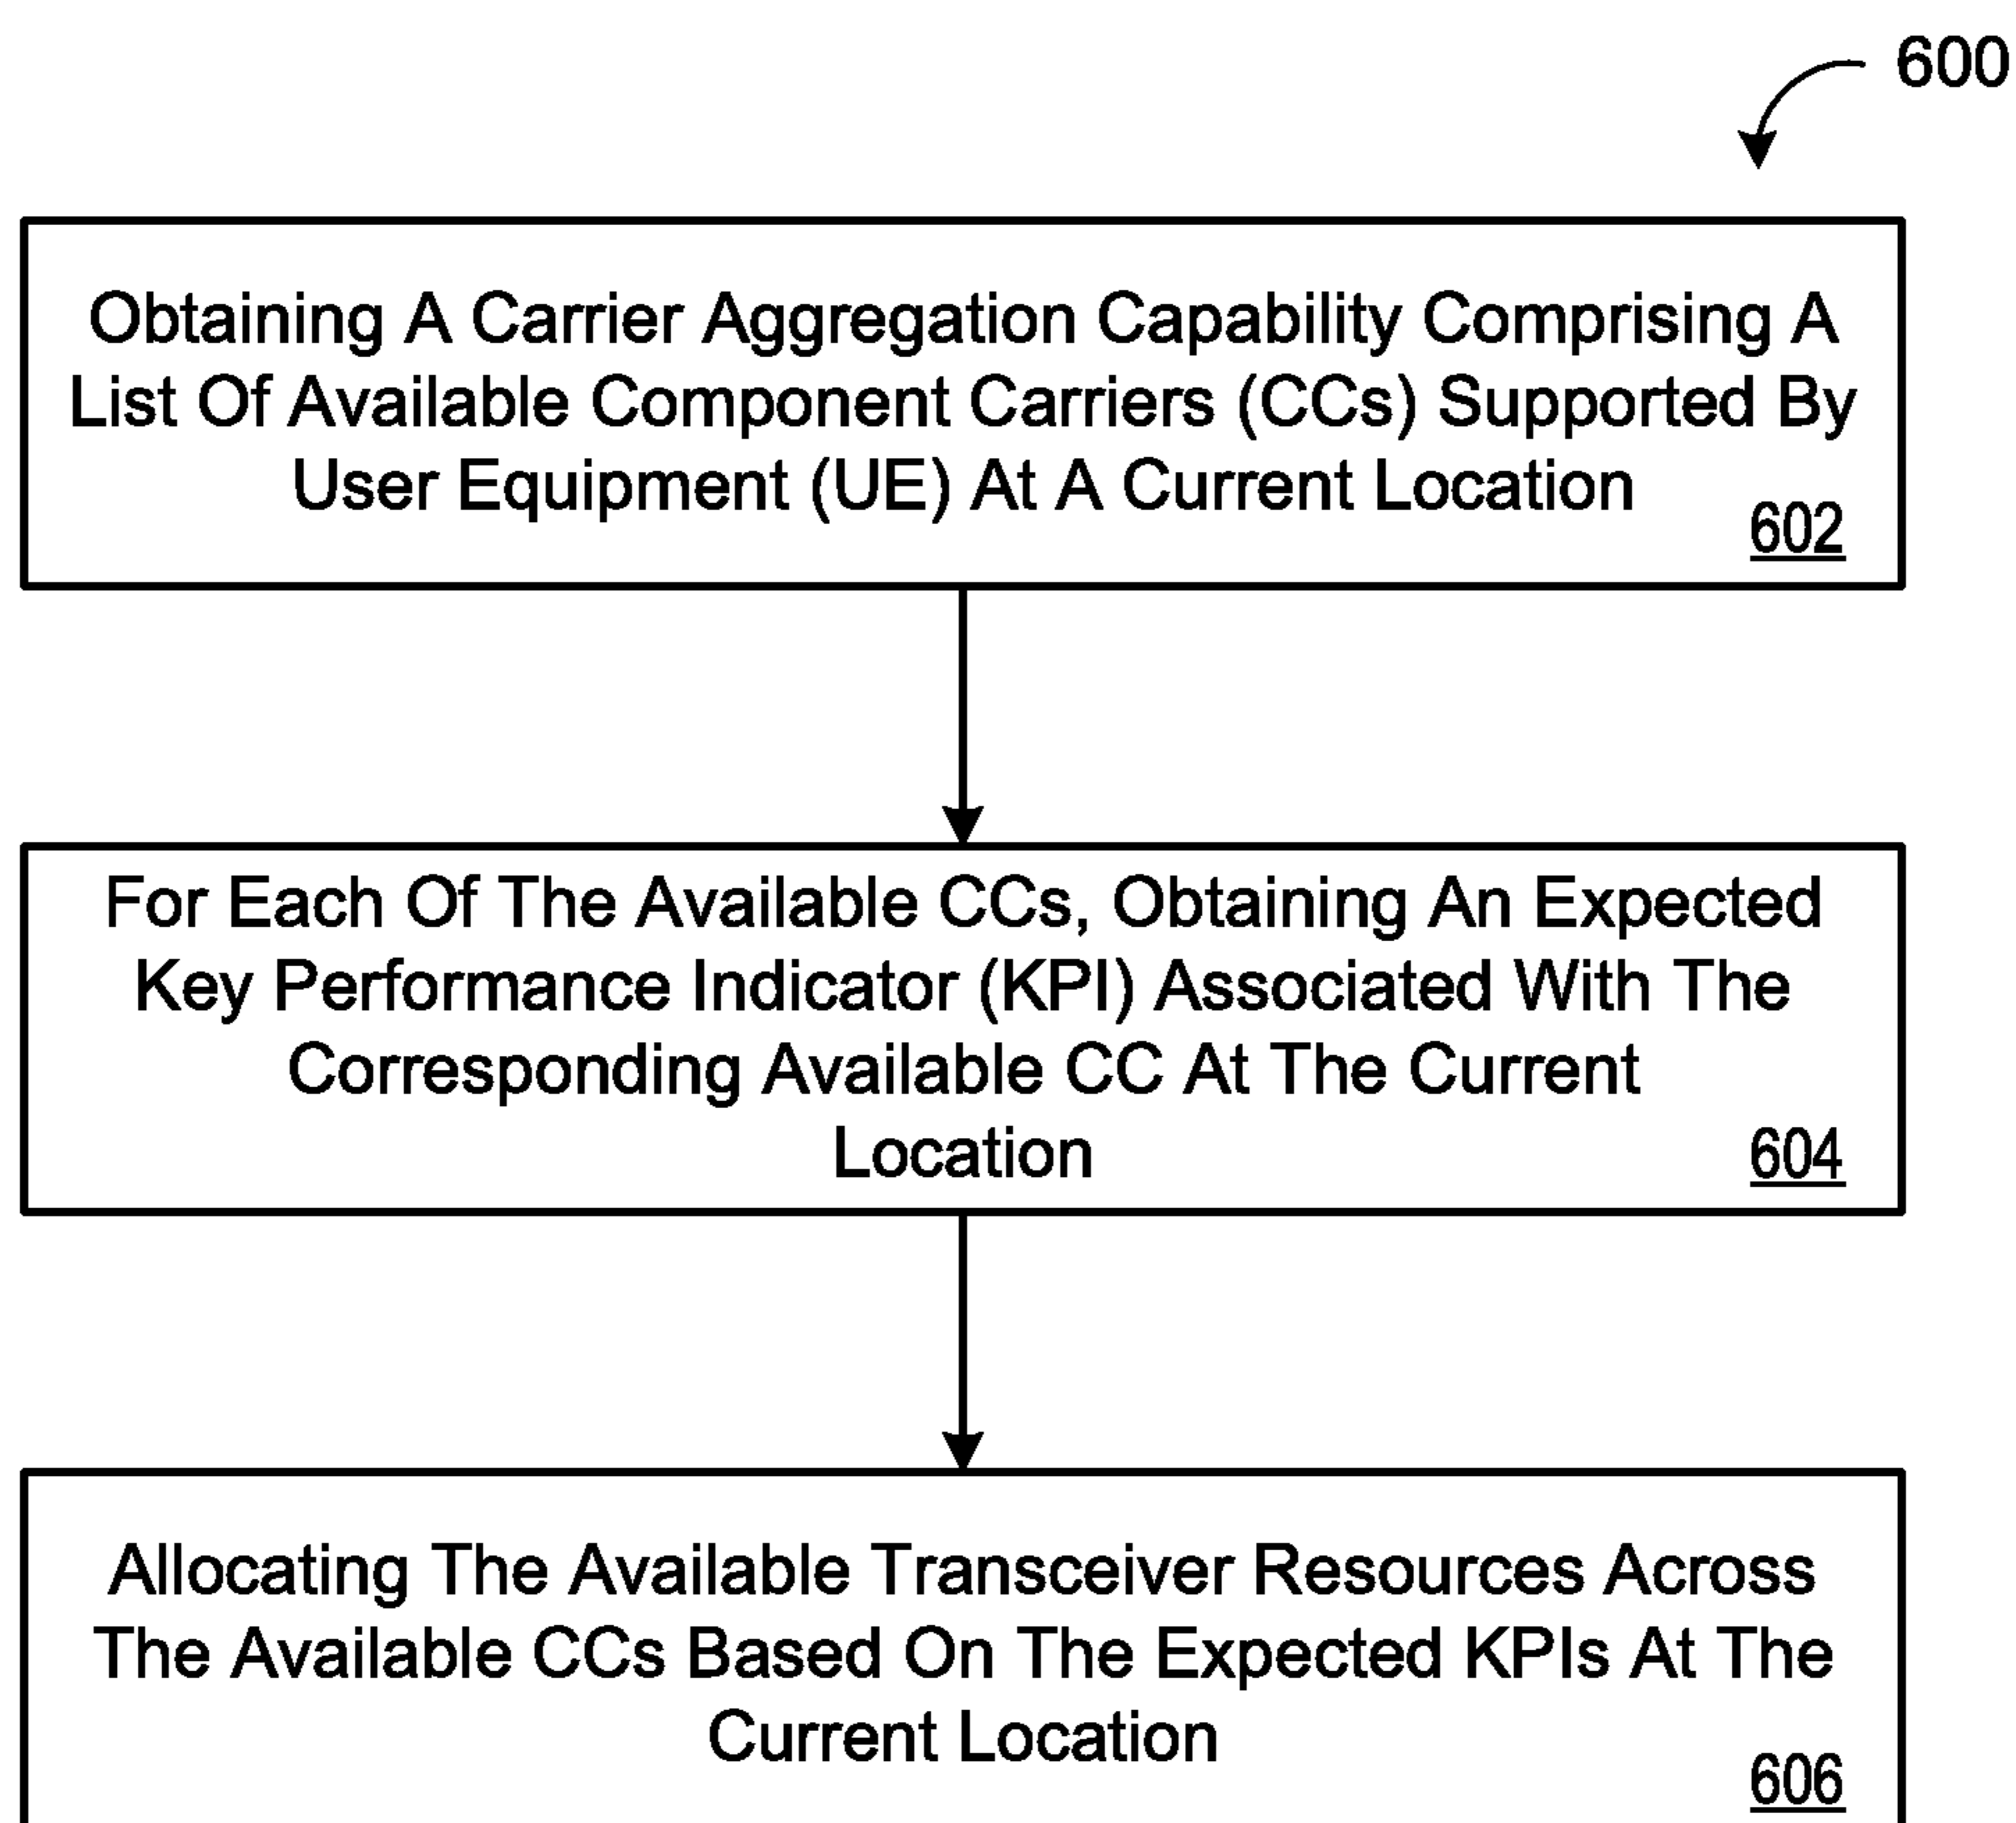 600
Obtaining A Carrier Aggregation Capability Comprising A
List Of Available Component Carriers (CCs) Supported By
User Equipment (UE) At A Current Location
602
For Each Of The Available CCs, Obtaining An Expected
Key Performance Indicator (KPI) Associated With The
Corresponding Available CC At The Current
Location
604
Allocating The Available Transceiver Resources Across
The Available CCs Based On The Expected KPIs At The
Current Location
606